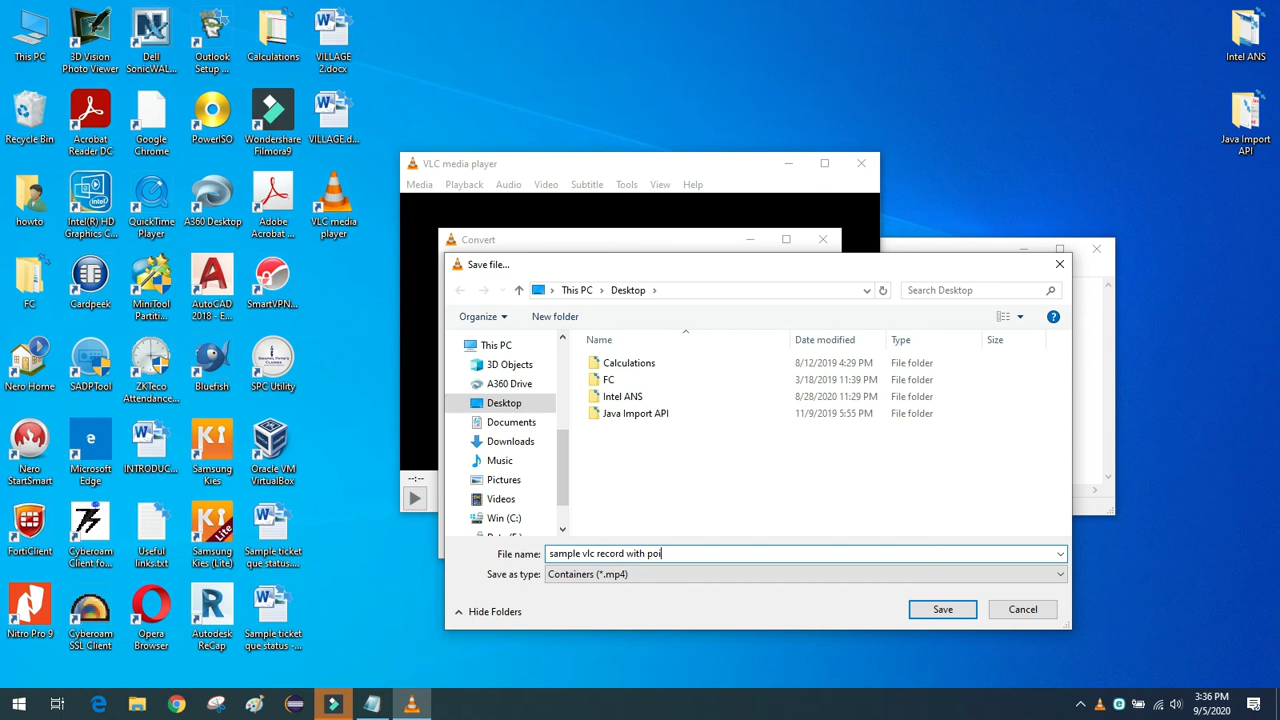 This PC
3D Vision
Photo Viewer
Dell
SonicWAL...
Outlook
Setup ...
Calculations
VILLAGE
2.docx
Intel ANS
Recycle Bin
Acrobat
Reader DC
Google
Chrome
PowerISO
Wondershare
Filmora9
VILLAGE.d...
Java Import
API
howto
Intel(R) HD
Graphics C...
QuickTime
Player
A360 Desktop
Adobe
Acrobat ...
VLC media
player
FC
Cardpeek
MiniTool
Partiti...
AutoCAD
2018 - E...
SmartVPN...
Nero Home
SADPTool
ZKTeco
Attendance...
Bluefish
SPC Utility
Nero
StartSmart
Microsoft
Edge
INTRODUC...
Samsung
Kies
Oracle VM
VirtualBox
FortiClient
Cyberoam
Client fo...
Useful
links.txt
Samsung
Kies (Lite)
Sample ticket
que status....
Nitro Pro 9
Cyberoam
SSL Client
Opera
Browser
Autodesk
ReCap
Sample ticket
que status -...
VLC media player
Media Playback Audio Video Subtitle Tools View Help
--:--
Convert
Save file...
This PC > Desktop >
Search Desktop
Organize
New folder
This PC
3D Objects
A360 Drive
Desktop
Documents
Downloads
Music
Pictures
Videos
Win (C:)
Name Date modified Type Size
Calculations 8/12/2019 4:29 PM File folder
FC 3/18/2019 11:39 PM File folder
Intel ANS 8/28/2020 11:29 PM File folder
Java Import API 11/9/2019 5:55 PM File folder
File name: sample vlc record with poi
Save as type: Containers (*.mp4)
Hide Folders
Save
Cancel
3:36 PM
9/5/2020